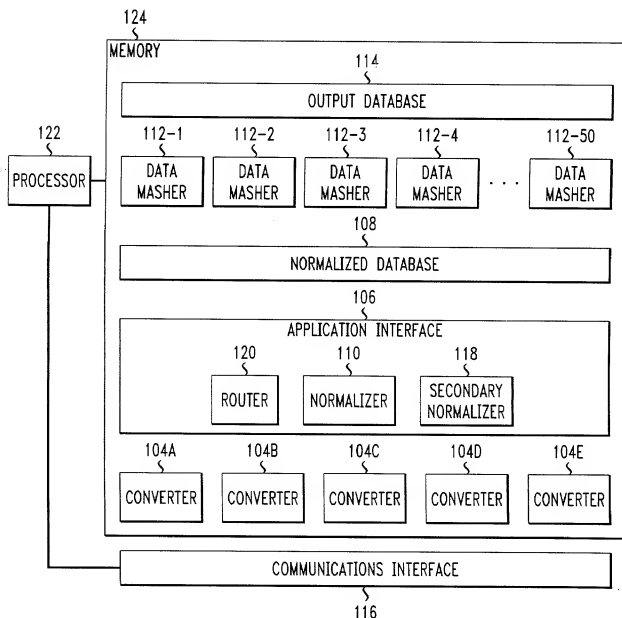 124
MEMORY
114
OUTPUT DATABASE
122
PROCESSOR
112-1 112-2 112-3 112-4 112-50
DATA MASHER
DATA MASHER
DATA MASHER
DATA MASHER
...
DATA MASHER
108
NORMALIZED DATABASE
106
APPLICATION INTERFACE
120 110 118
ROUTER
NORMALIZER
SECONDARY
NORMALIZER
104A 104B 104C 104D 104E
CONVERTER CONVERTER CONVERTER CONVERTER CONVERTER
COMMUNICATIONS INTERFACE
116